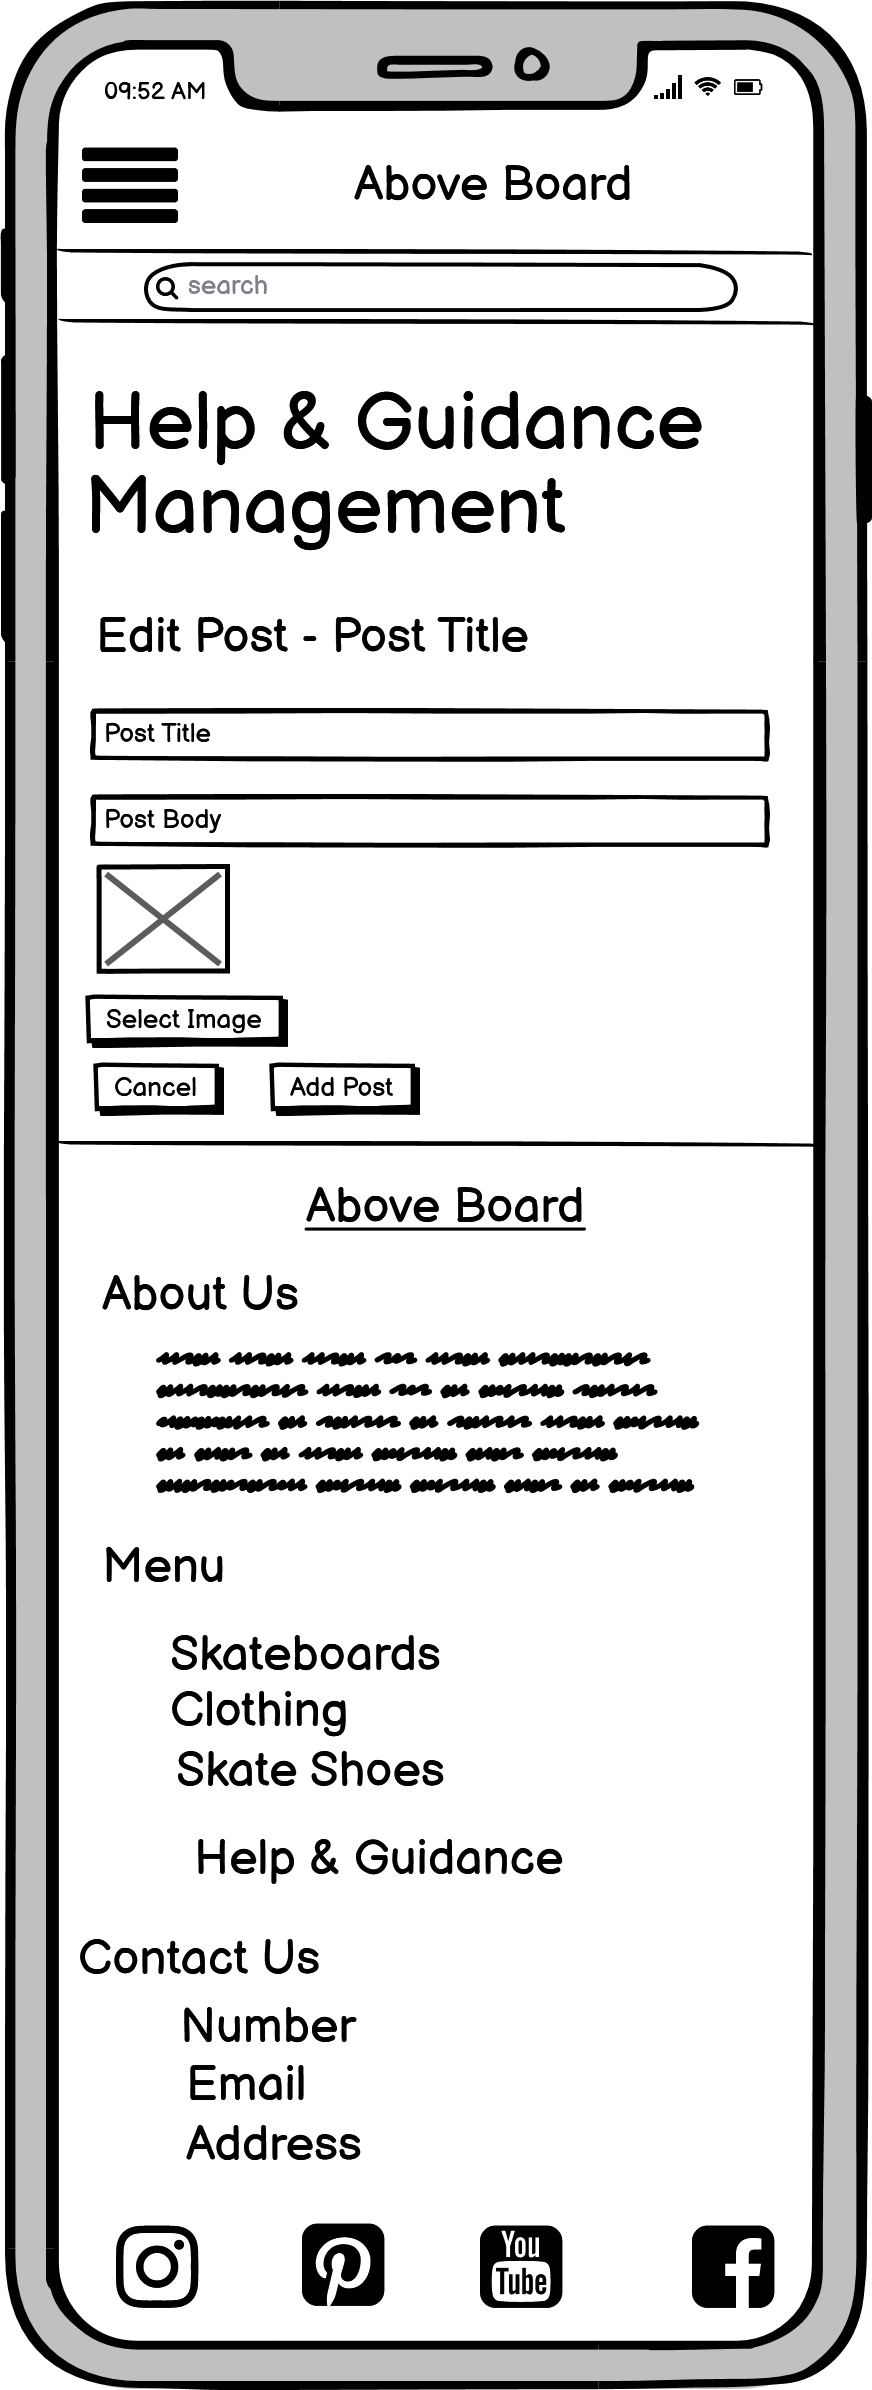 09:52 AM
Above Board
search
Help & Guidance
Management
Edit Post - Post Title
Post Title
Post Body
Select Image
Cancel Add Post
Above Board
About Us
Menu
Skateboards
Clothing
Skate Shoes
Help & Guidance
Contact Us
Number
Email
Address
You
Tube